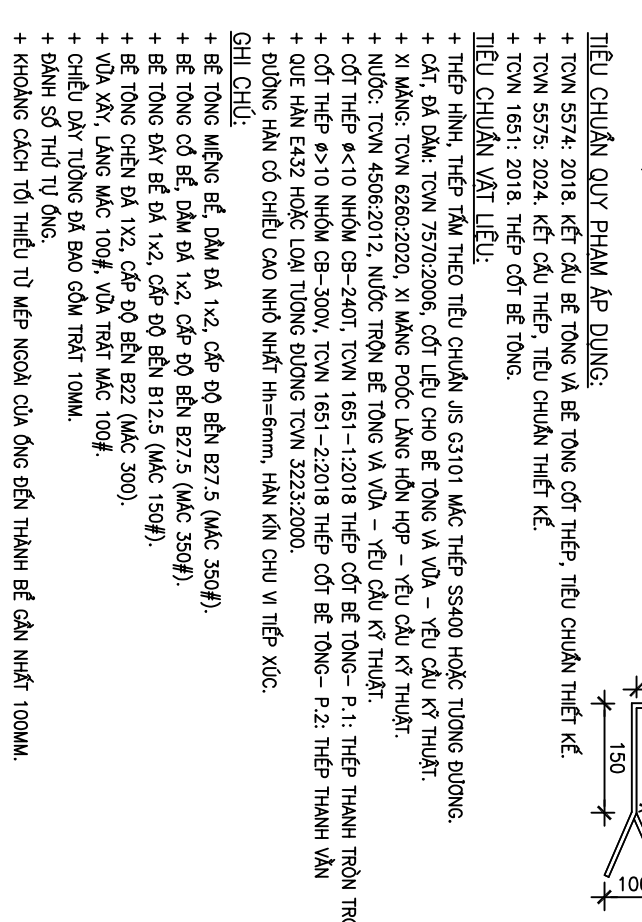 TIÊU CHUẨN QUY PHẠM ÁP DỤNG:
+ TCVN 5574: 2018. KẾT CẤU BÊ TÔNG VÀ BÊ TÔNG CỐT THÉP, TIÊU CHUẨN THIẾT KẾ.
+ TCVN 5575: 2024. KẾT CẤU THÉP, TIÊU CHUẨN THIẾT KẾ.
+ TCVN 1651: 2018. THÉP CỐT BÊ TÔNG.
TIÊU CHUẨN VẬT LIỆU:
+ THÉP HÌNH, THÉP TẤM THEO TIÊU CHUẨN JIS G3101 MÁC THÉP SS400 HOẶC TƯƠNG ĐƯƠNG.
+ CÁT, ĐÁ DĂM: TCVN 7570:2006, CỐT LIỆU CHO BÊ TÔNG VÀ VỮA - YÊU CẦU KỸ THUẬT.
+ XI MĂNG: TCVN 6260:2020, XI MĂNG POÓC LĂNG HỖN HỢP - YÊU CẦU KỸ THUẬT.
+ NƯỚC: TCVN 4506:2012, NƯỚC TRỘN BÊ TÔNG VÀ VỮA - YÊU CẦU KỸ THUẬT.
+ CỐT THÉP Ø<10 NHÓM CB-240T, TCVN 1651-1:2018 THÉP CỐT BÊ TÔNG- P.1: THÉP THANH TRÒN
+ CỐT THÉP Ø>10 NHÓM CB-300V, TCVN 1651-2:2018 THÉP CỐT BÊ TÔNG- P.2: THÉP THANH VẰN
+ QUE HÀN E432 HOẶC LOẠI TƯƠNG ĐƯƠNG TCVN 3223:2000.
+ ĐƯỜNG HÀN CÓ CHIỀU CAO NHỎ NHẤT Hh=6mm, HÀN KÍN CHU VI TIẾP XÚC.
GHI CHÚ:
+ BÊ TÔNG MIỆNG BỂ, DẦM ĐÁ 1x2, CẤP ĐỘ BỀN B27.5 (MÁC 350#).
+ BÊ TÔNG CỔ BỂ, DẦM ĐÁ 1x2, CẤP ĐỘ BỀN B27.5 (MÁC 350#).
+ BÊ TÔNG ĐÁY BỂ ĐÁ 1x2, CẤP ĐỘ BỀN B12.5 (MÁC 150#).
+ BÊ TÔNG CHÈN ĐÁ 1X2, CẤP ĐỘ BỀN B22 (MÁC 300).
+ VỮA XÂY, LÁNG MÁC 100#, VỮA TRÁT MÁC 100#.
+ CHIỀU DÀY TƯỜNG ĐÃ BAO GỒM TRÁT 10MM.
+ ĐÁNH SỐ THỨ TỰ ỐNG.
+ KHOẢNG CÁCH TỐI THIỂU TỪ MÉP NGOÀI CỦA ỐNG ĐẾN THÀNH BỂ GẦN NHẤT 100MM.
150
100